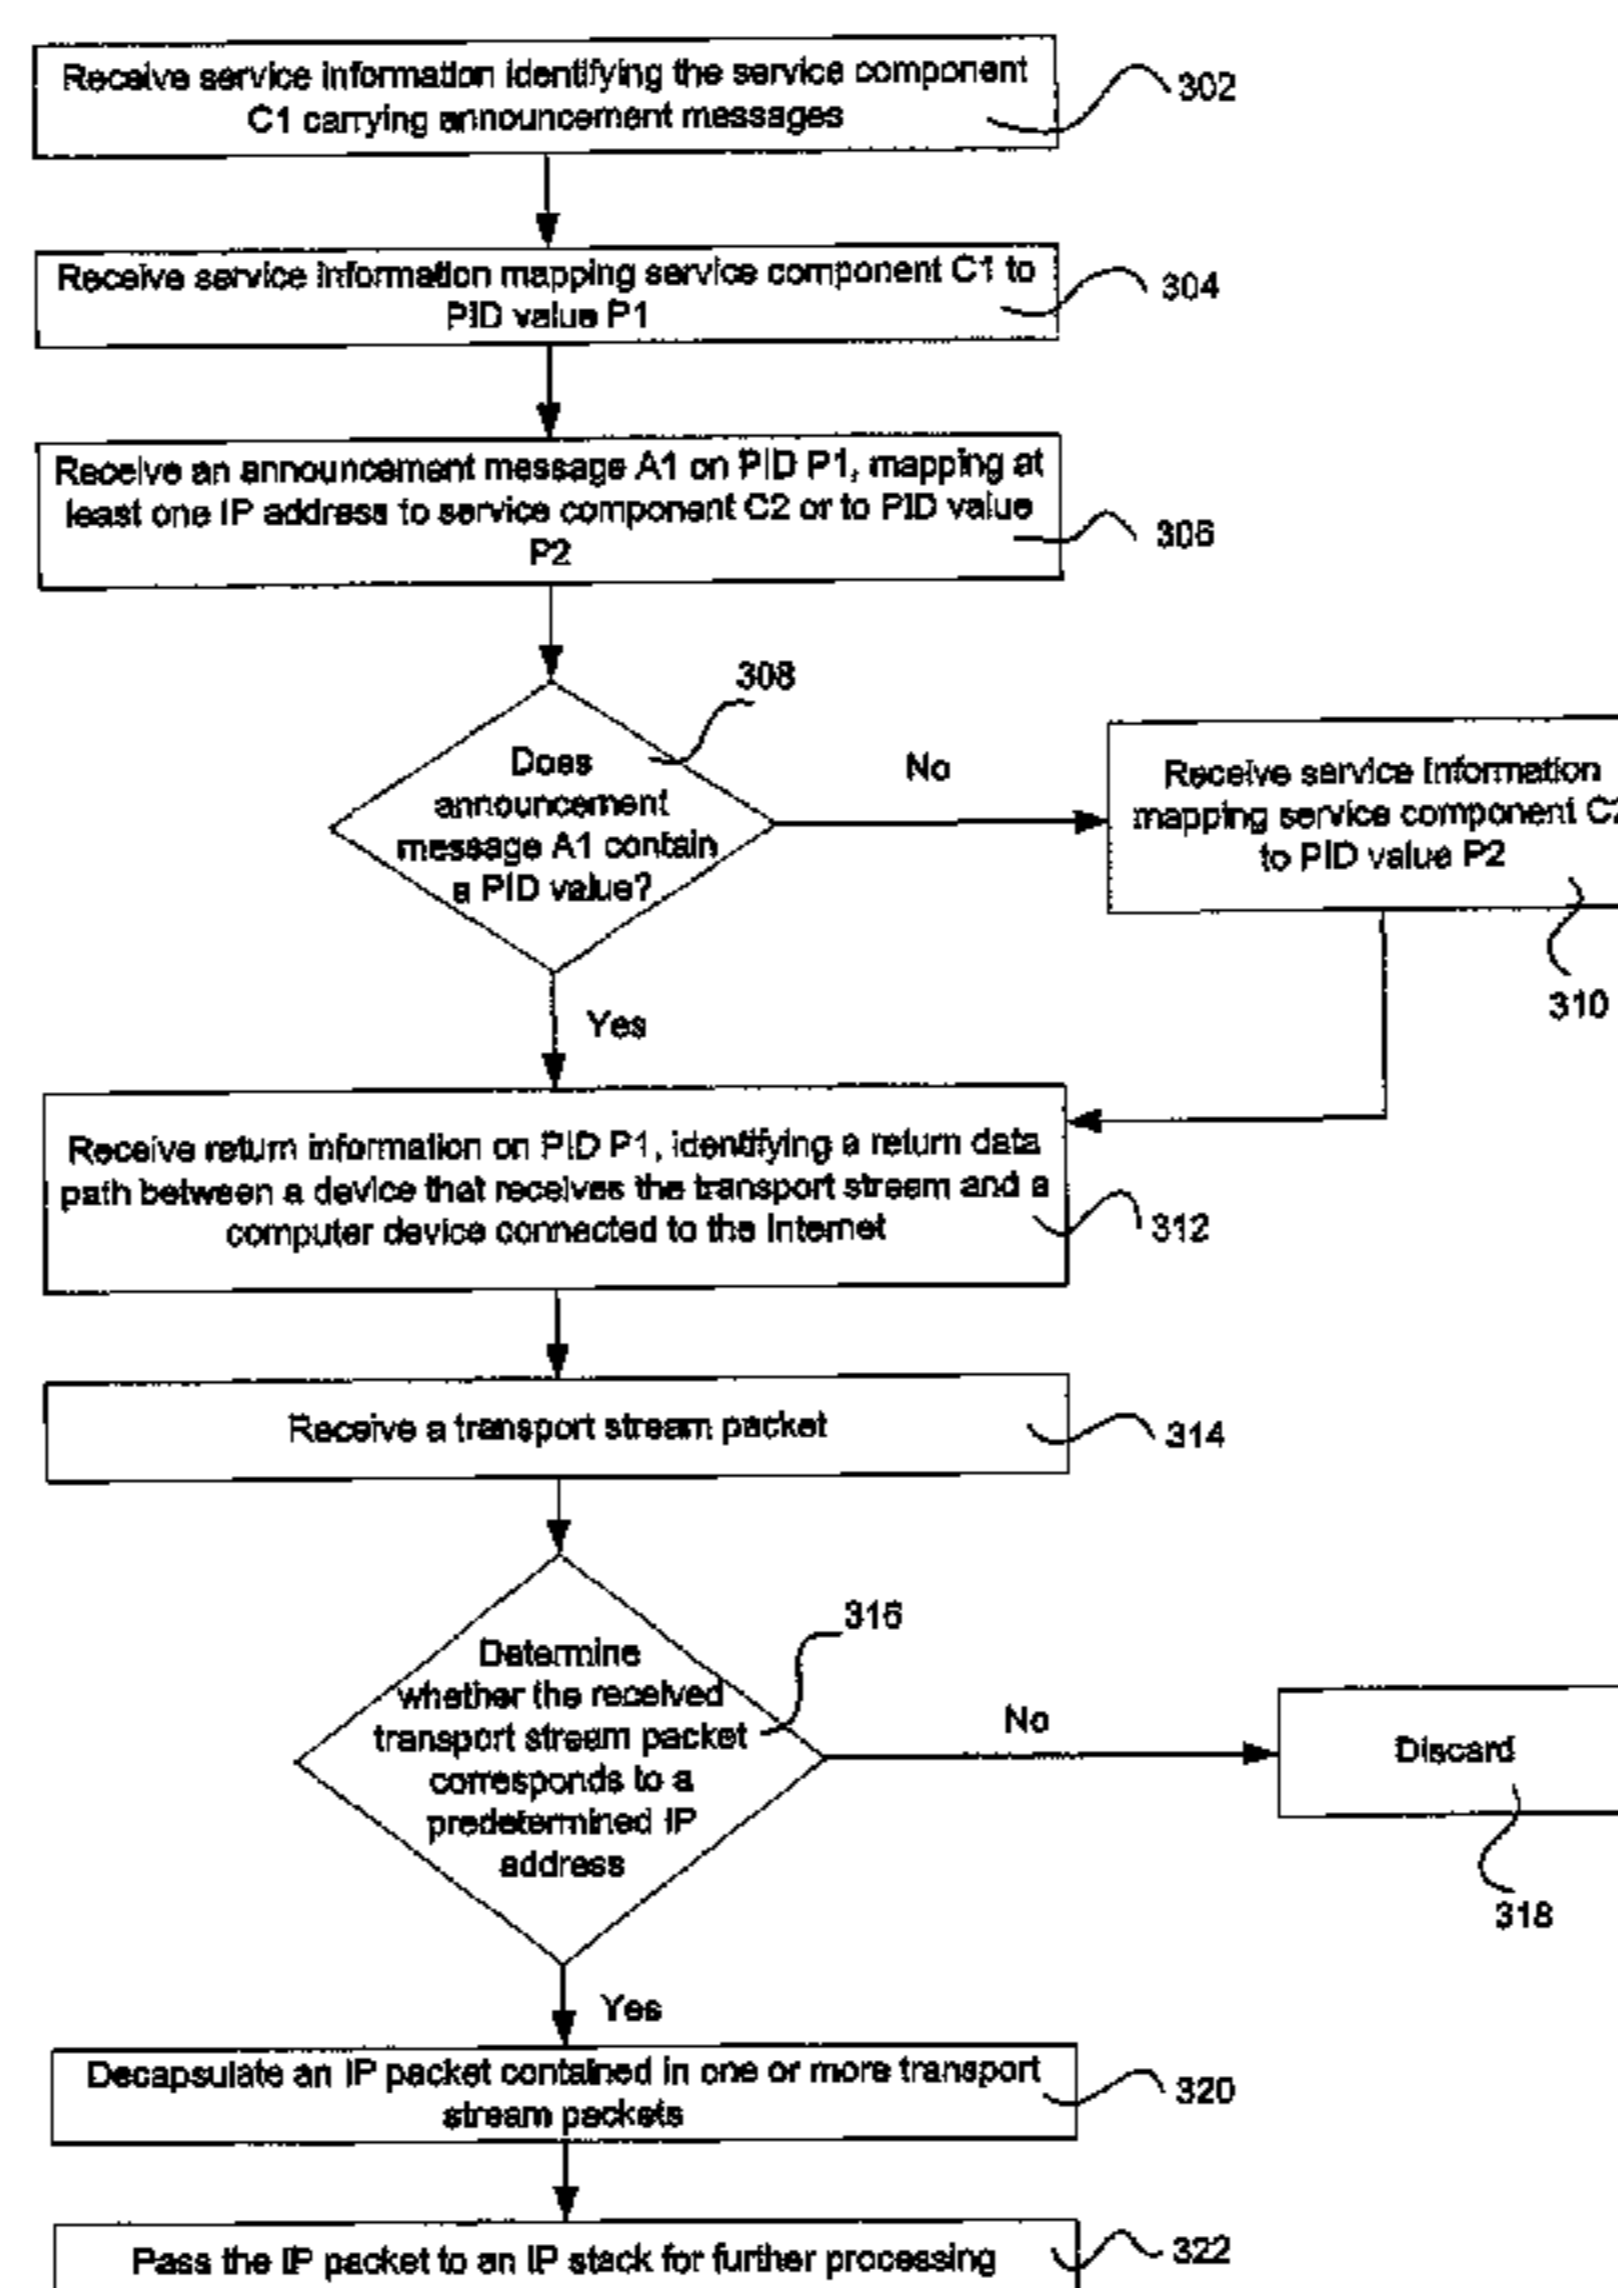 Receive service information identifying the service component
C1 carrying announcement messages
302
Receive service information mapping service component C1 to
PID value P1
304
Receive an announcement message A1 on PID P1, mapping at
least one IP address to service component C2 or to PID value
P2
306
308
Does
announcement
message A1 contain
a PID value?
No
Receive service information
mapping service component C2
to PID value P2
310
Yes
Receive return information on PID P1, identifying a return data
path between a device that receives the transport stream and a
computer device connected to the Internet
312
Receive a transport stream packet
314
316
Determine
whether the received
transport stream packet
corresponds to a
predetermined IP
address
No
Discard
318
Yes
Decapsulate an IP packet contained in one or more transport
stream packets
320
Pass the IP packet to an IP stack for further processing
322